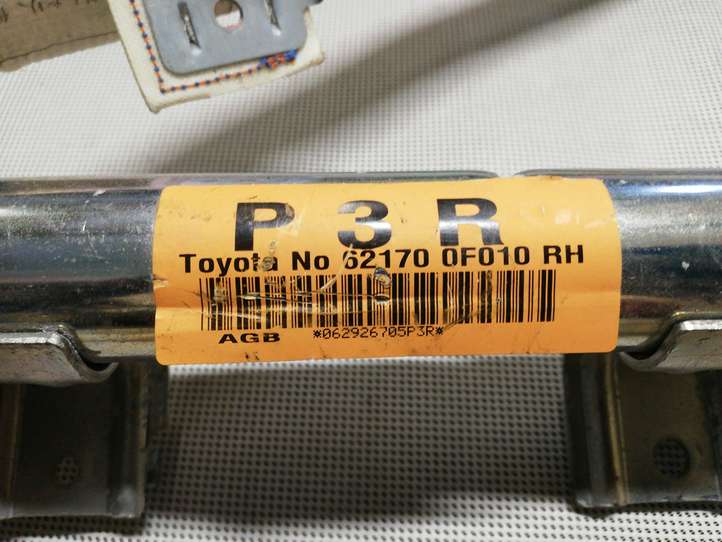 P 3 R
Toyota No 62170 0F010 RH
AGB *062926705P3R*